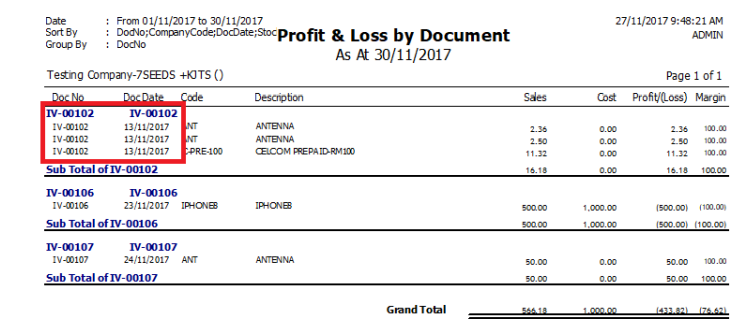 Date : From 01/11/2017 to 30/11/2017 27/11/2017 9:48:21 AM
Sort By : DocNo;CompanyCode;DocDate;Stoc Profit & Loss by Document ADMIN
Group By : DocNo
As At 30/11/2017
Testing Company-7SEEDS +KITS () Page 1 of 1
Doc No Doc Date Code Description Sales Cost Profit/(Loss) Margin
IV-00102 IV-00102
IV-00102 13/11/2017 ANT ANTENNA 2.36 0.00 2.36 100.00
IV-00102 13/11/2017 ANT ANTENNA 2.50 0.00 2.50 100.00
IV-00102 13/11/2017 C-PRE-100 CELCOM PREPAID-RM100 11.32 0.00 11.32 100.00
Sub Total of IV-00102 16.18 0.00 16.18 100.00
IV-00106 IV-00106
IV-00106 23/11/2017 IPHONE8 IPHONE8 500.00 1,000.00 (500.00) (100.00)
Sub Total of IV-00106 500.00 1,000.00 (500.00) (100.00)
IV-00107 IV-00107
IV-00107 24/11/2017 ANT ANTENNA 50.00 0.00 50.00 100.00
Sub Total of IV-00107 50.00 0.00 50.00 100.00
Grand Total 566.18 1,000.00 (433.82) (76.62)